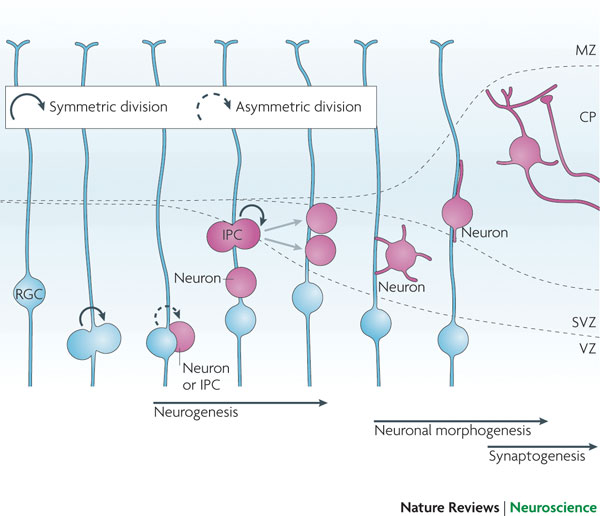 MZ
Symmetric division
Asymmetric division
CP
IPC
Neuron
Neuron
Neuron
RGC
SVZ
VZ
Neuron
or IPC
Neurogenesis
Neuronal morphogenesis
Synaptogenesis
Nature Reviews | Neuroscience